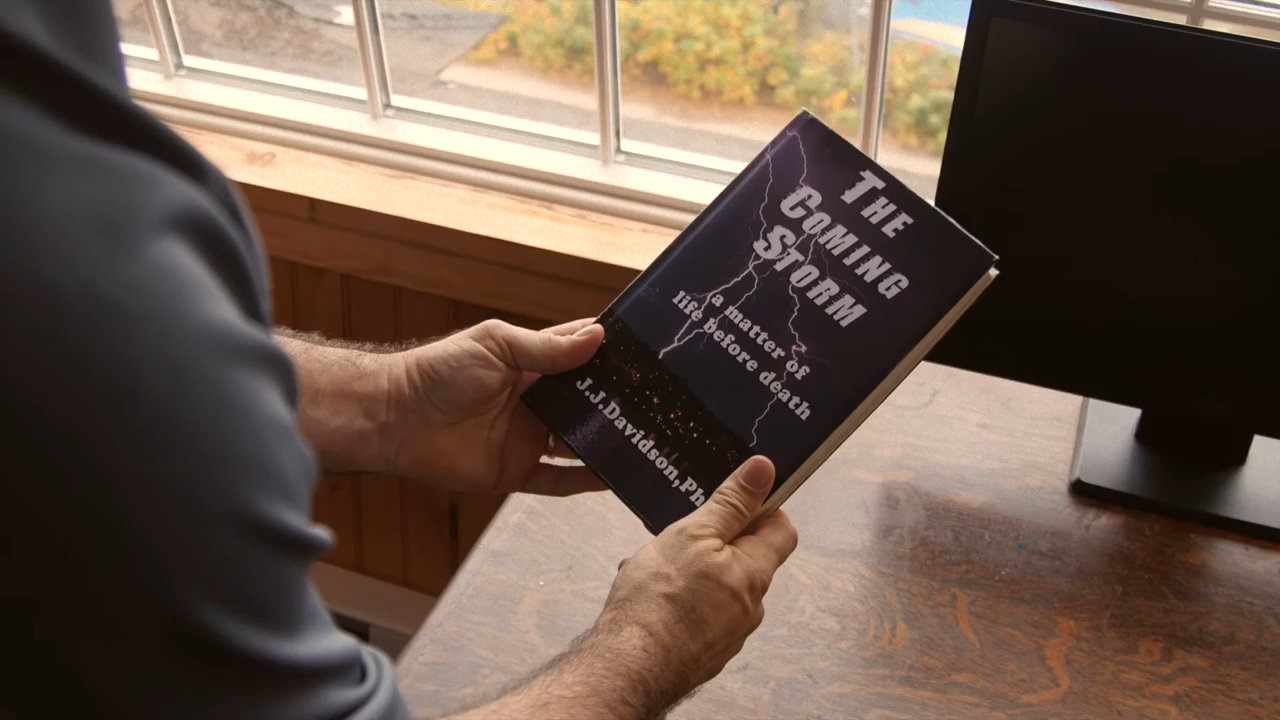 THE
COMING
STORM
a matter of
life before death
J.J.Davidson,Ph